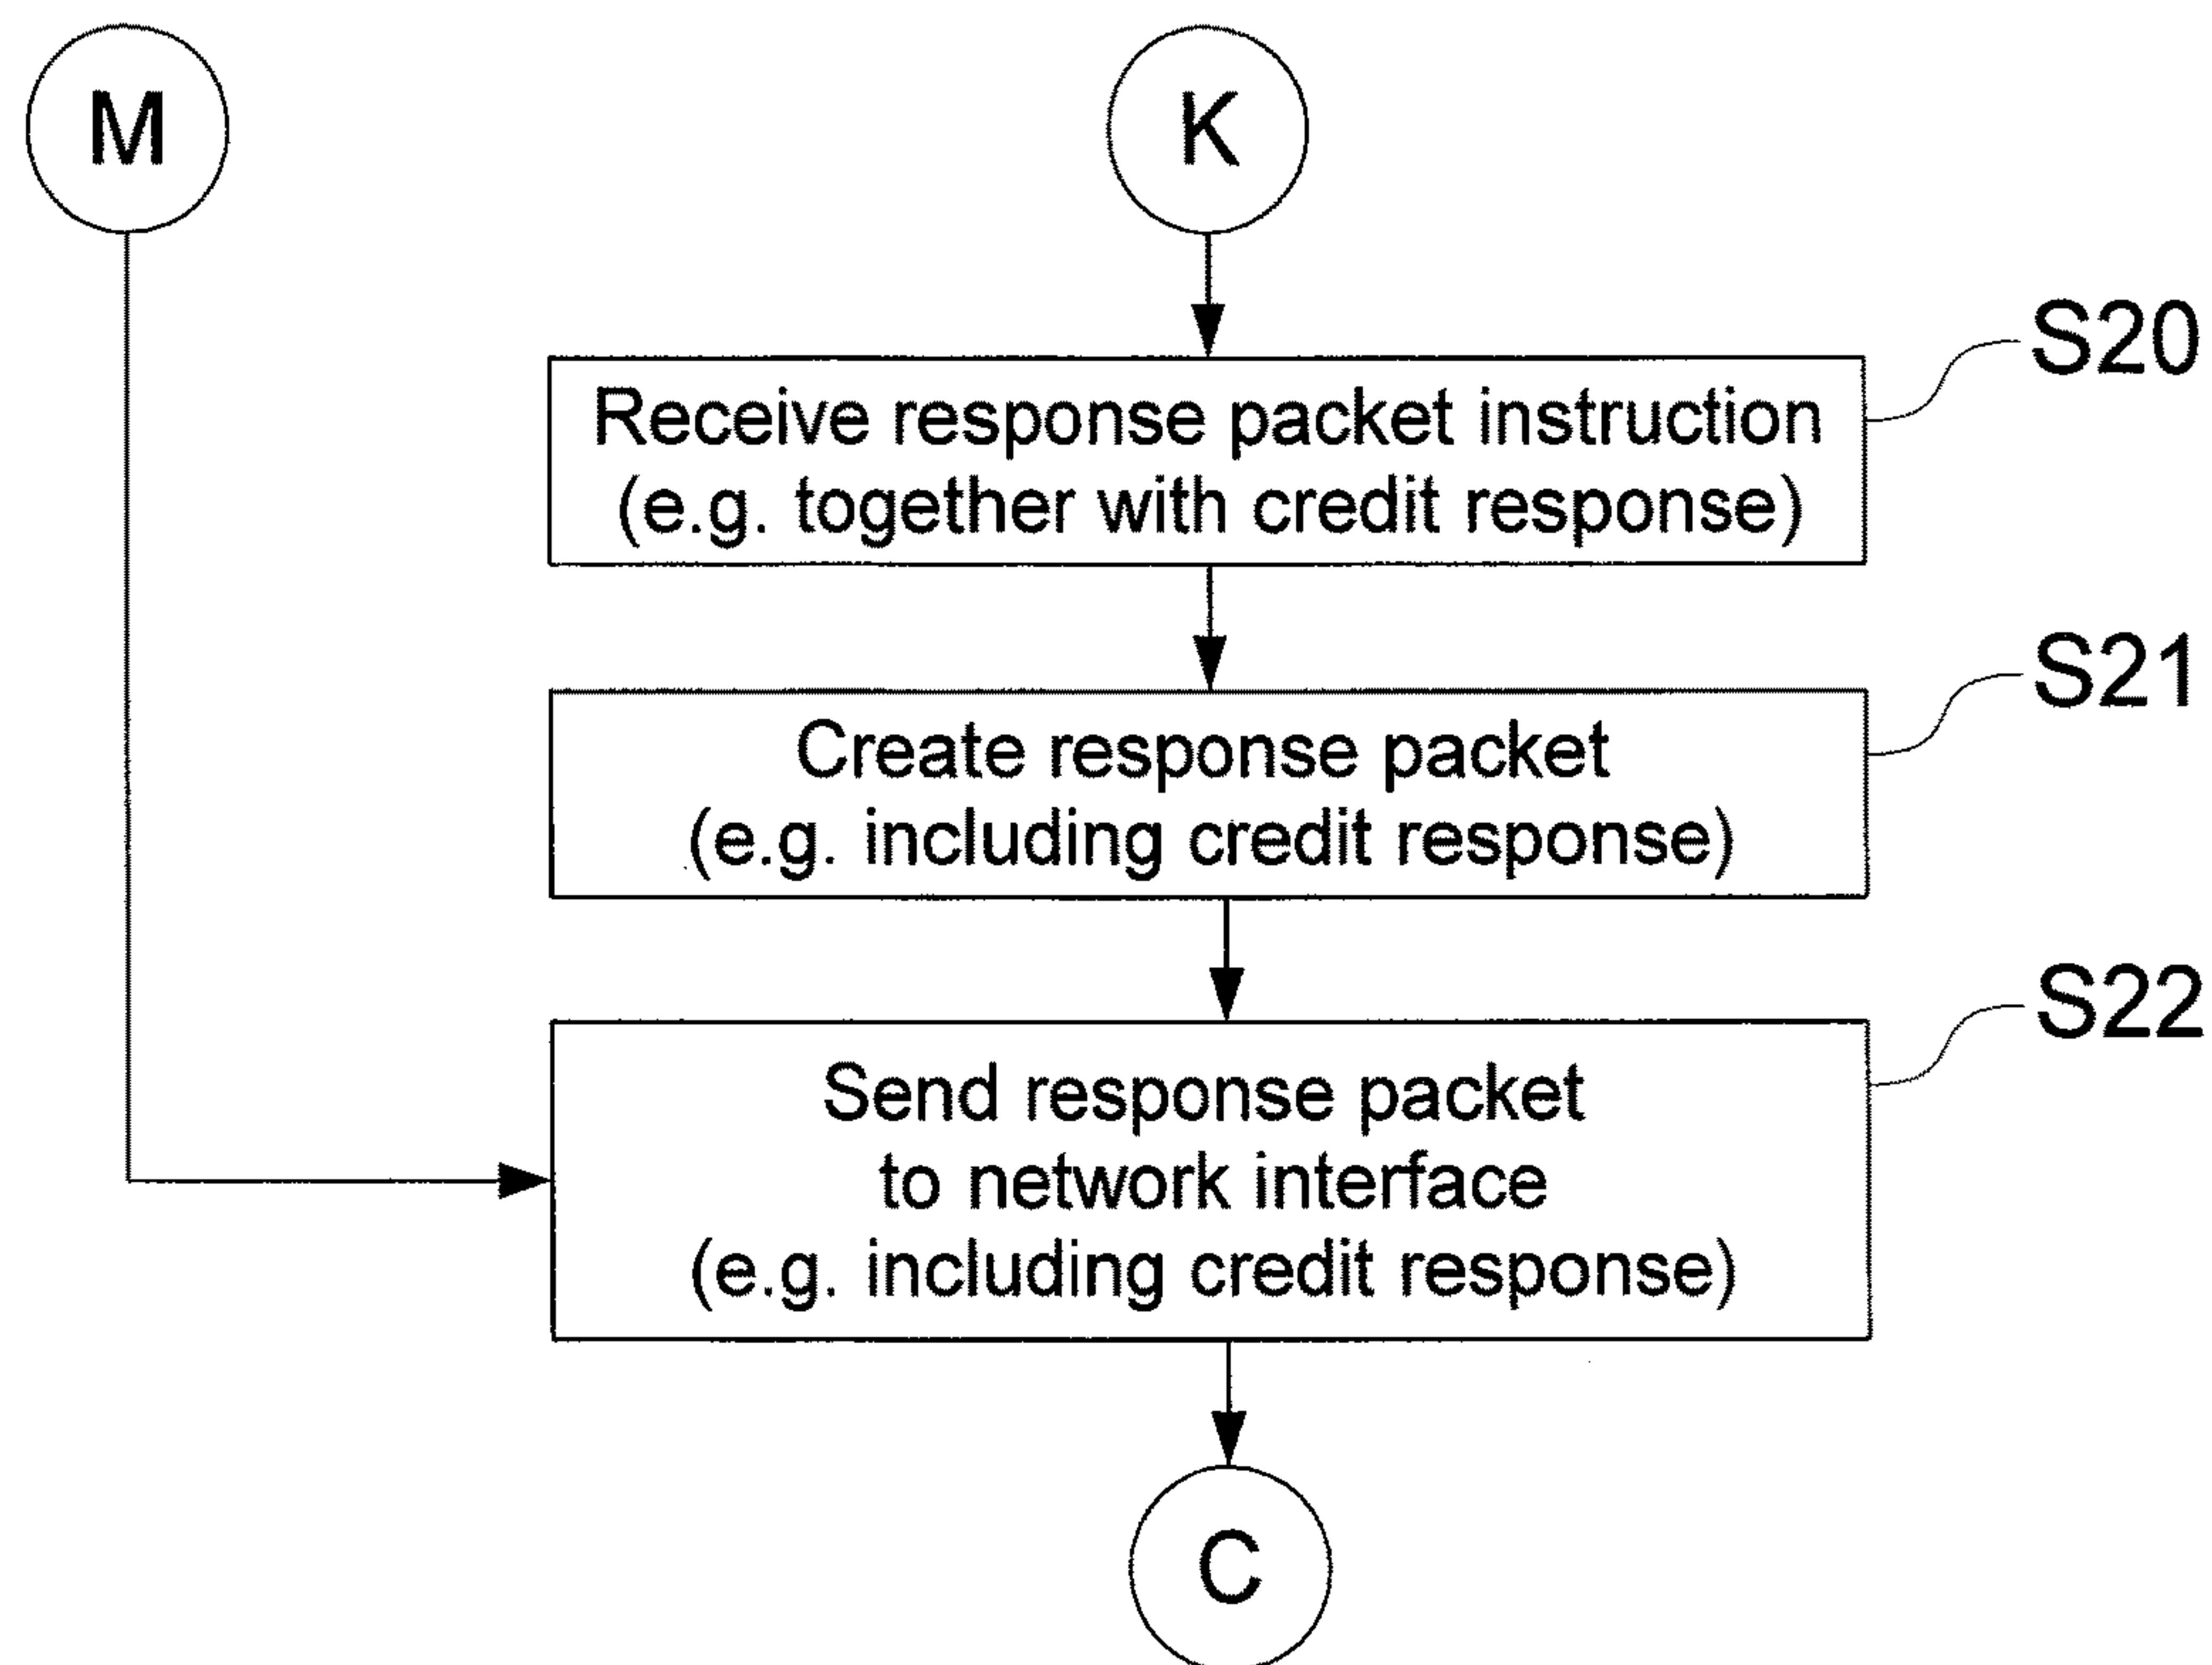 M
K
S20
Receive response packet instruction
(e.g. together with credit response)
S21
Create response packet
(e.g. including credit response)
S22
Send response packet
to network interface
(e.g. including credit response)
C